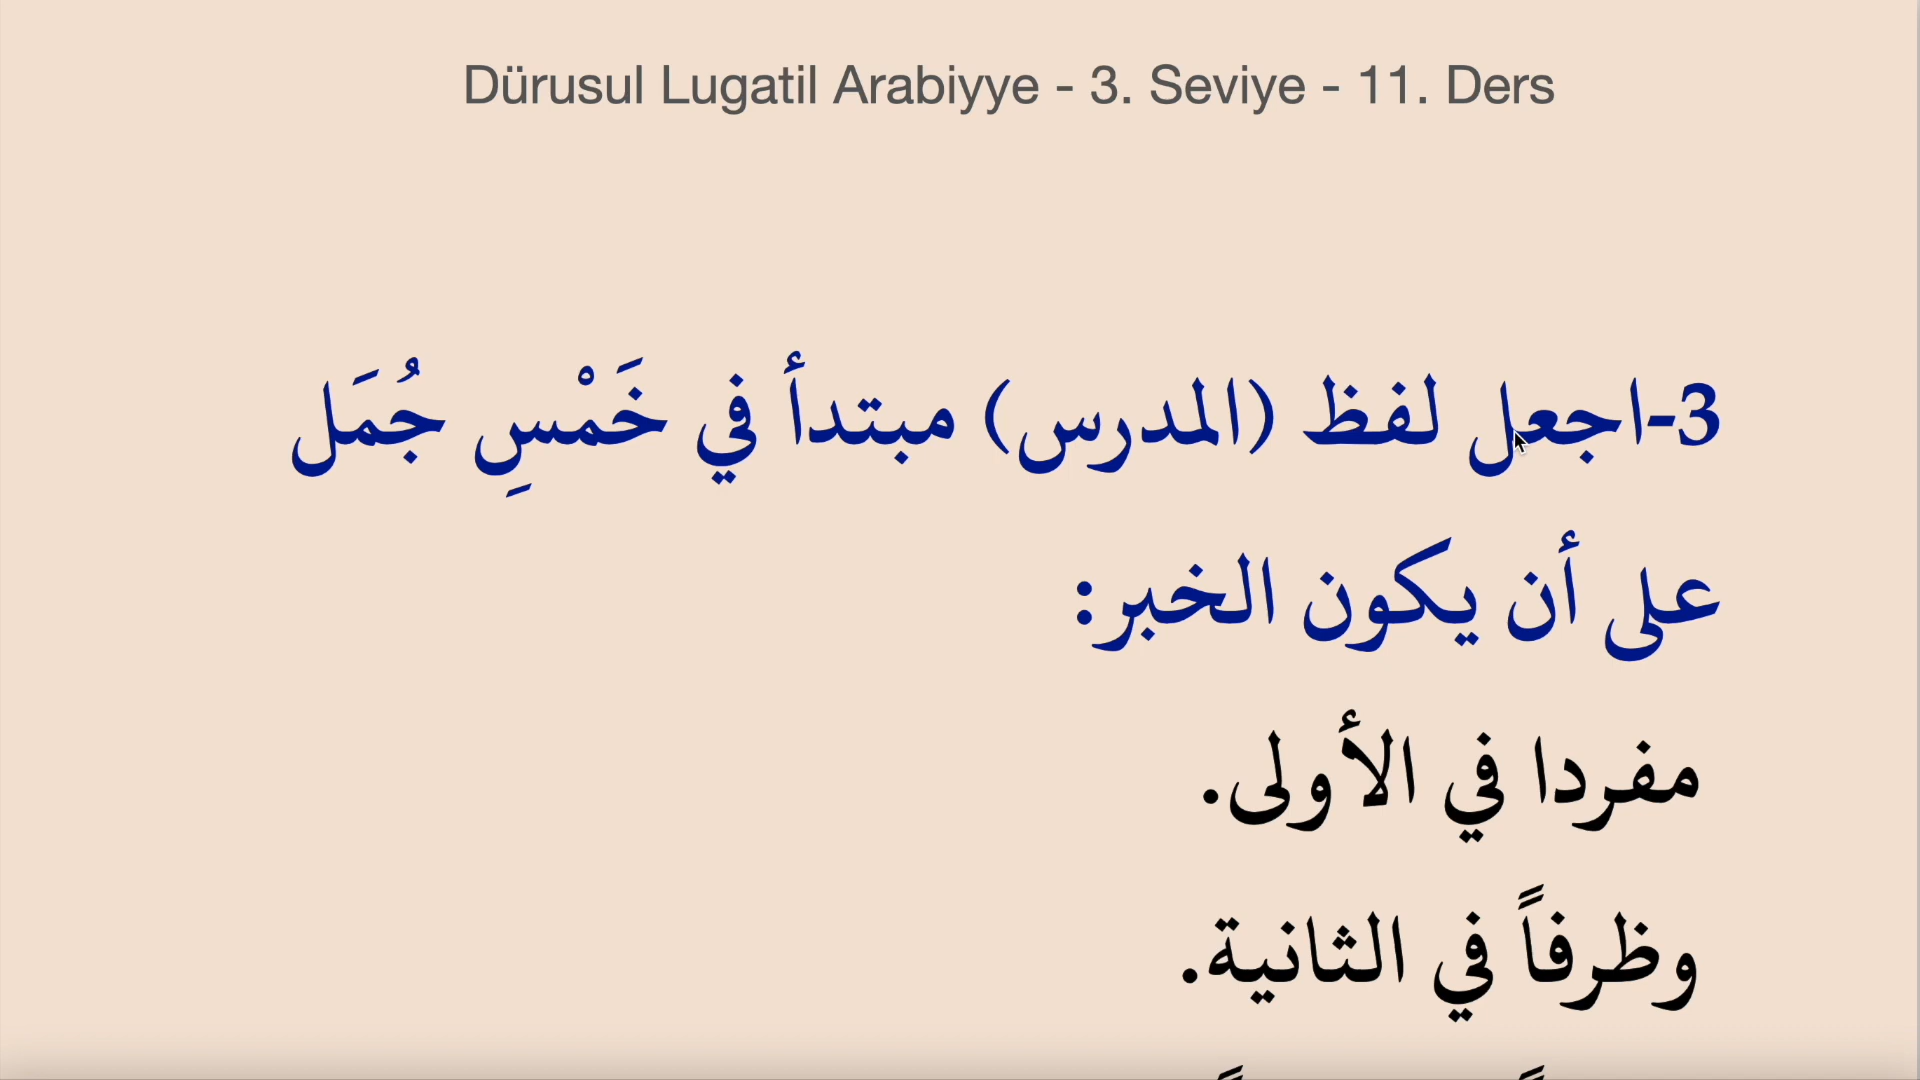 Dürusul Lugatil Arabiyye - 3. Seviye - 11. Ders
3-اجعل لفظ (المدرس) مبتدأ في خَمْسِ جُمَل
على أن يكون الخبر:
مفردا في الأولى.
وظرفاً في الثانية.